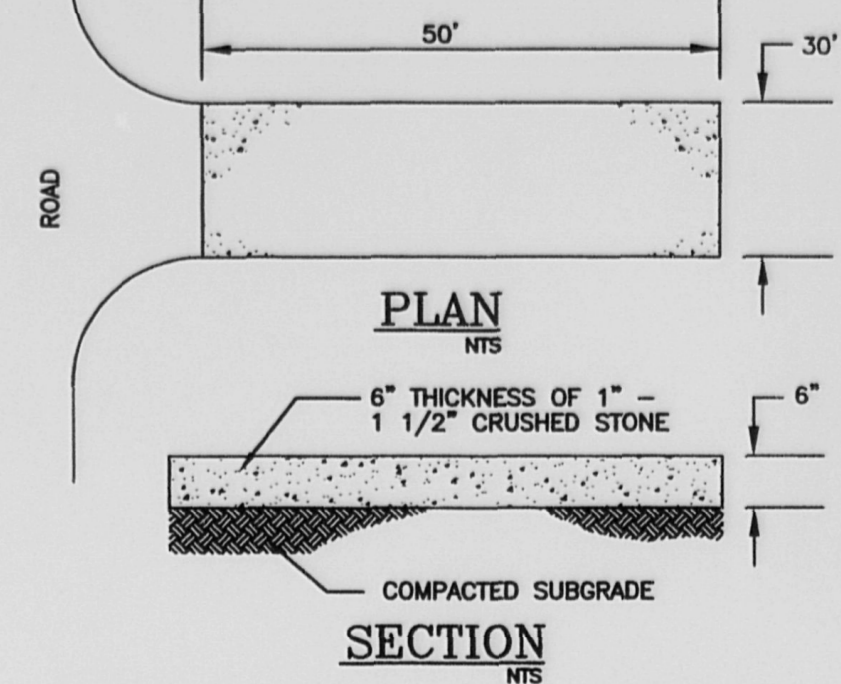 50'
30'
ROAD
PLAN
NTS
6" THICKNESS OF 1" -
1 1/2" CRUSHED STONE
6"
COMPACTED SUBGRADE
SECTION
NTS